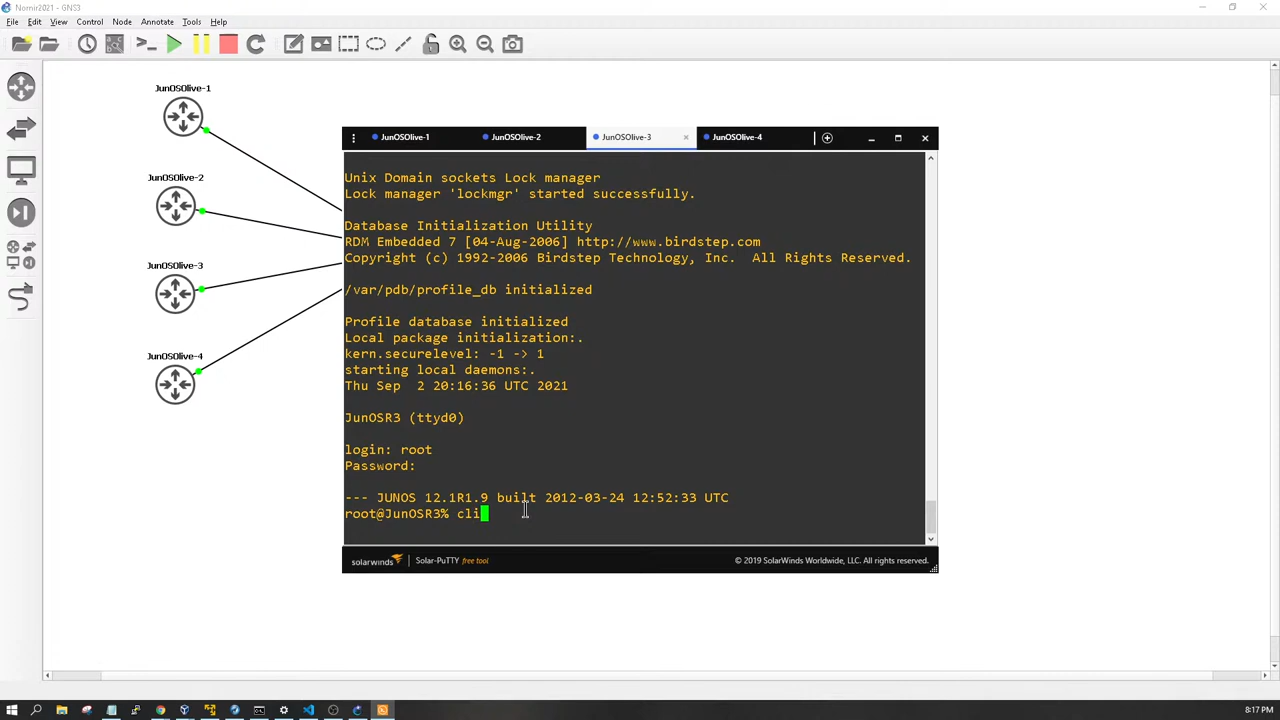 Nornir2021 - GNS3
File Edit View Control Node Annotate Tools Help
JunOSOlive-1
JunOSOlive-2
JunOSOlive-3
JunOSOlive-4
JunOSOlive-1 JunOSOlive-2 JunOSOlive-3 × JunOSOlive-4
Unix Domain sockets Lock manager
Lock manager 'lockmgr' started successfully.
Database Initialization Utility
RDM Embedded 7 [04-Aug-2006] http://www.birdstep.com
Copyright (c) 1992-2006 Birdstep Technology, Inc.  All Rights Reserved.
/var/pdb/profile_db initialized
Profile database initialized
Local package initialization:.
kern.securelevel: -1 -> 1
starting local daemons:.
Thu Sep  2 20:16:36 UTC 2021
JunOSR3 (ttyd0)
login: root
Password:
--- JUNOS 12.1R1.9 built 2012-03-24 12:52:33 UTC
root@JunOSR3% cli
solarwinds Solar-PuTTY free tool © 2019 SolarWinds Worldwide, LLC. All rights reserved.
8:17 PM